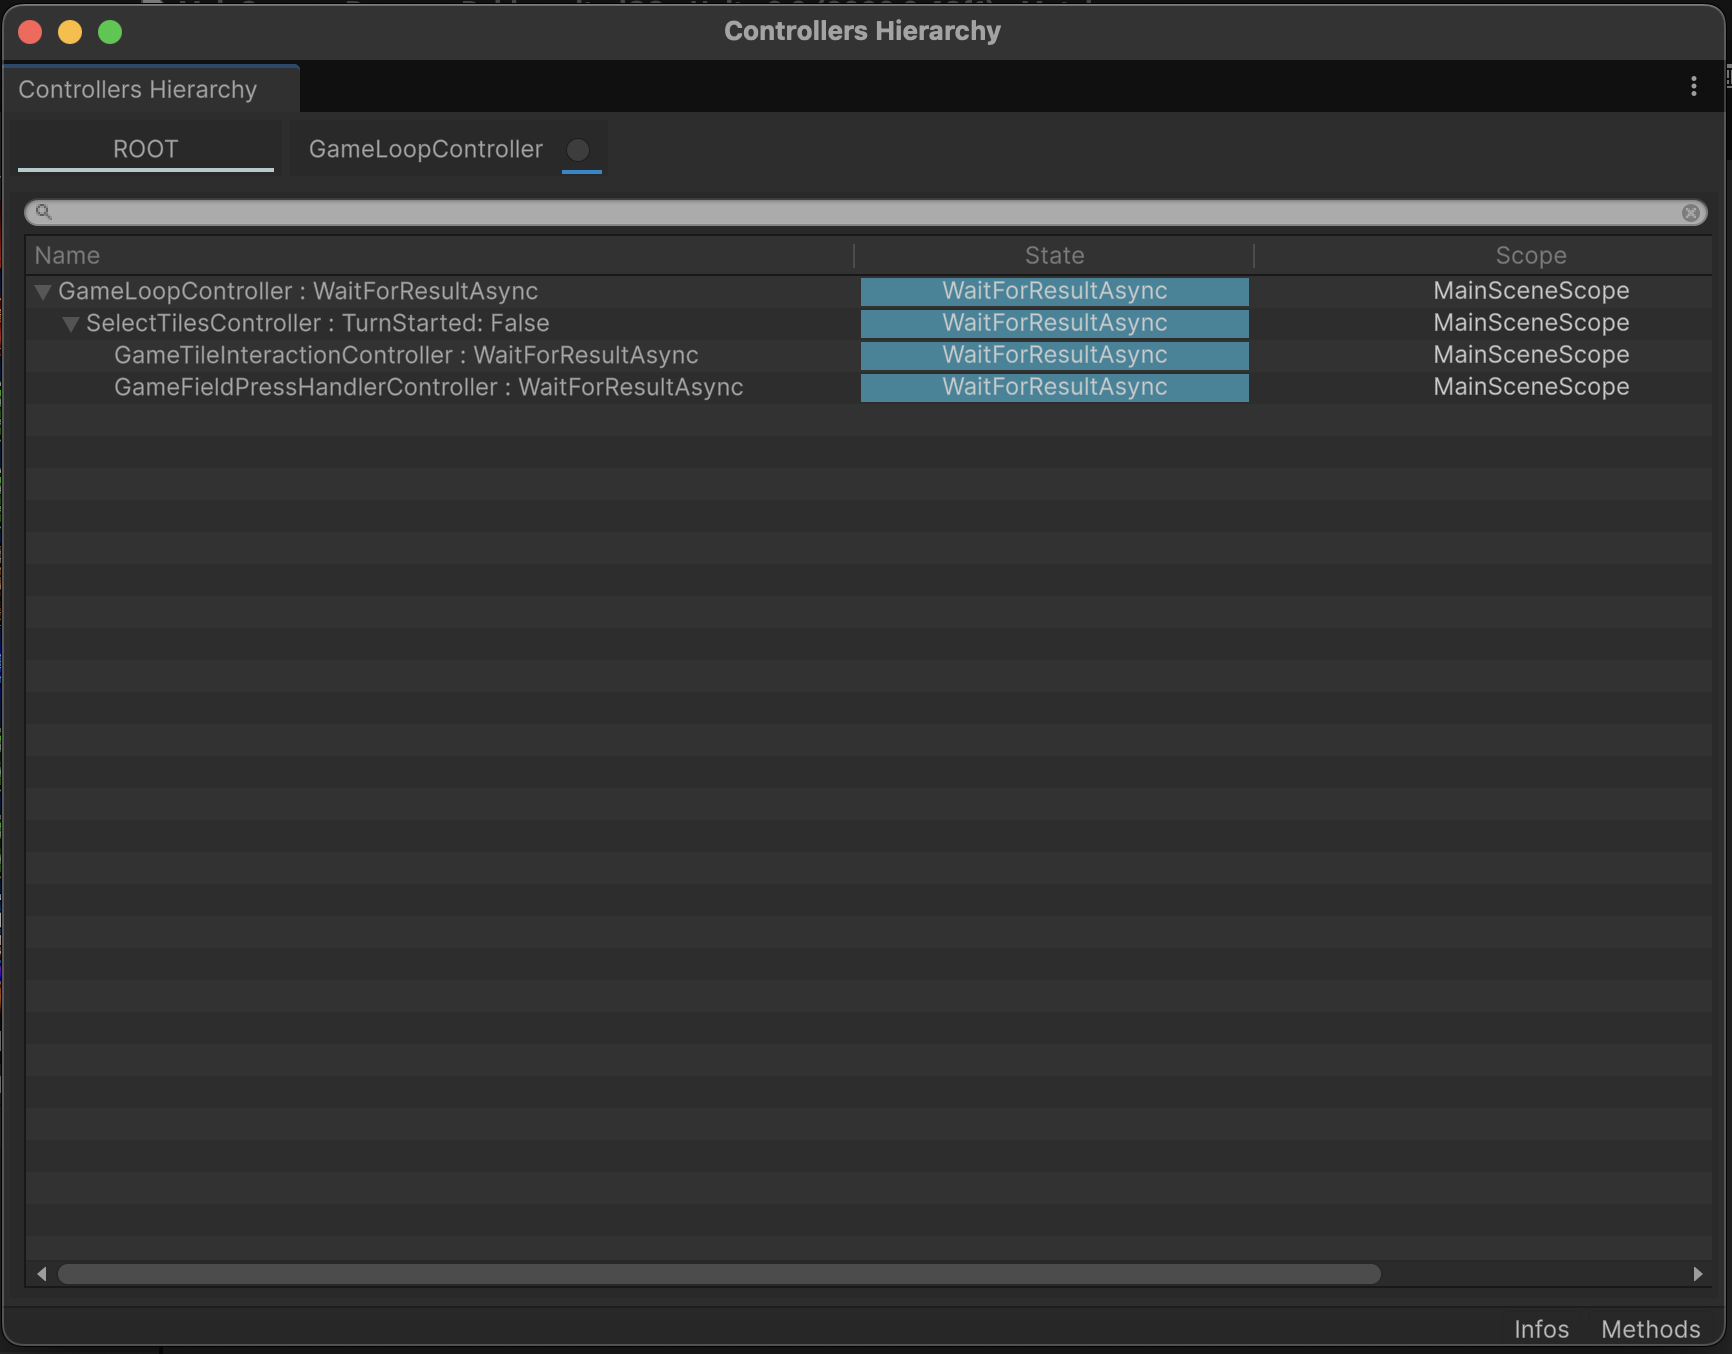 Controllers Hierarchy
Controllers Hierarchy
ROOT GameLoopController
Name State Scope
GameLoopController : WaitForResultAsync WaitForResultAsync MainSceneScope
SelectTilesController : TurnStarted: False WaitForResultAsync MainSceneScope
GameTileInteractionController : WaitForResultAsync WaitForResultAsync MainSceneScope
GameFieldPressHandlerController : WaitForResultAsync WaitForResultAsync MainSceneScope
Infos Methods